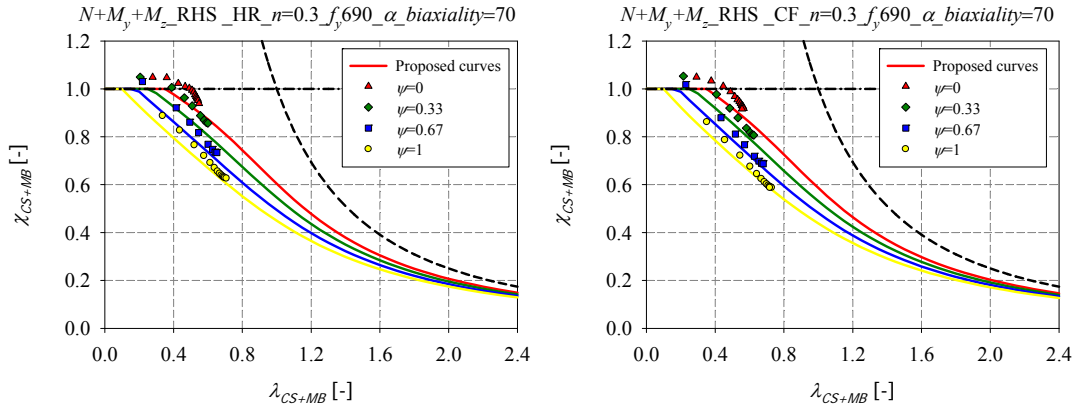 N+My+Mz_RHS _HR_n=0.3_fy690_α_biaxiality=70
1.2
1.0
0.8
0.6
0.4
0.2
0.0
χCS+MB [-]
Proposed curves
ψ=0
ψ=0.33
ψ=0.67
ψ=1
0.0 0.4 0.8 1.2 1.6 2.0 2.4
λCS+MB [-]
N+My+Mz_RHS _CF_n=0.3_fy690_α_biaxiality=70
1.2
1.0
0.8
0.6
0.4
0.2
0.0
χCS+MB [-]
Proposed curves
ψ=0
ψ=0.33
ψ=0.67
ψ=1
0.0 0.4 0.8 1.2 1.6 2.0 2.4
λCS+MB [-]